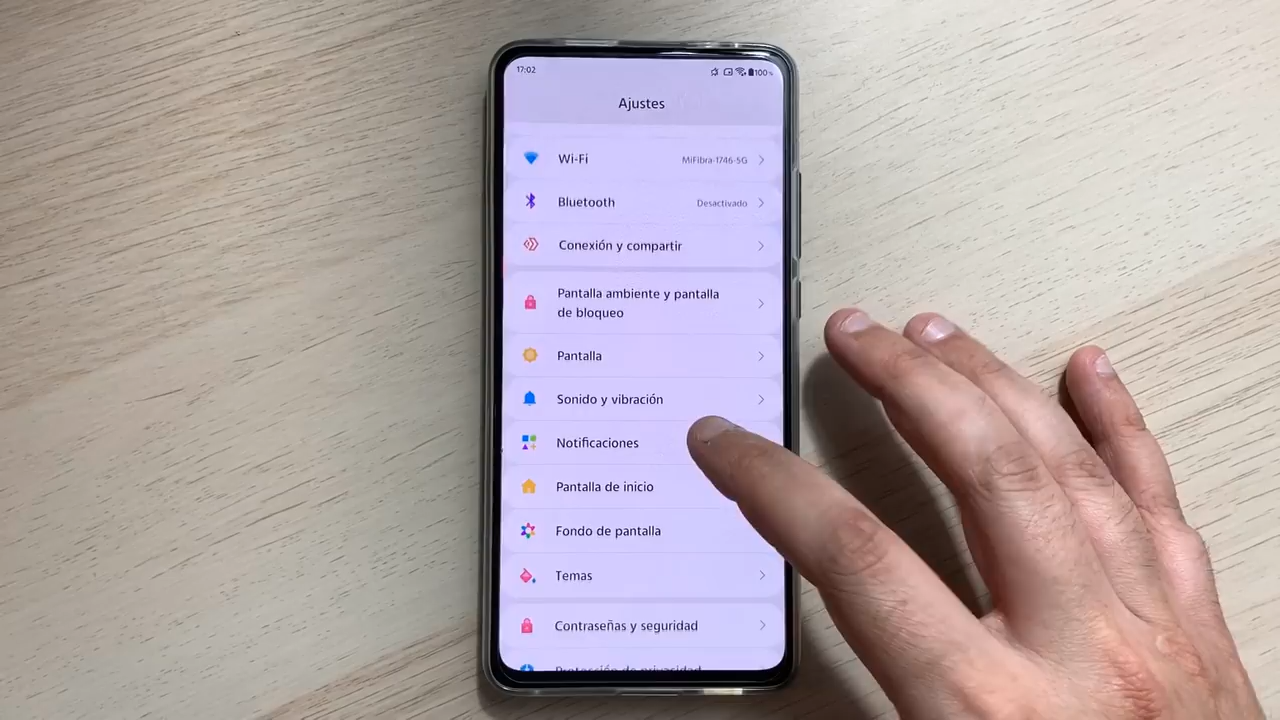 17:02
100%
Ajustes
Wi-Fi
MiFibra-1746-5G
Bluetooth
Desactivado
Conexión y compartir
Pantalla ambiente y pantalla
de bloqueo
Pantalla
Sonido y vibración
Notificaciones
Pantalla de inicio
Fondo de pantalla
Temas
Contraseñas y seguridad
Protección de privacidad